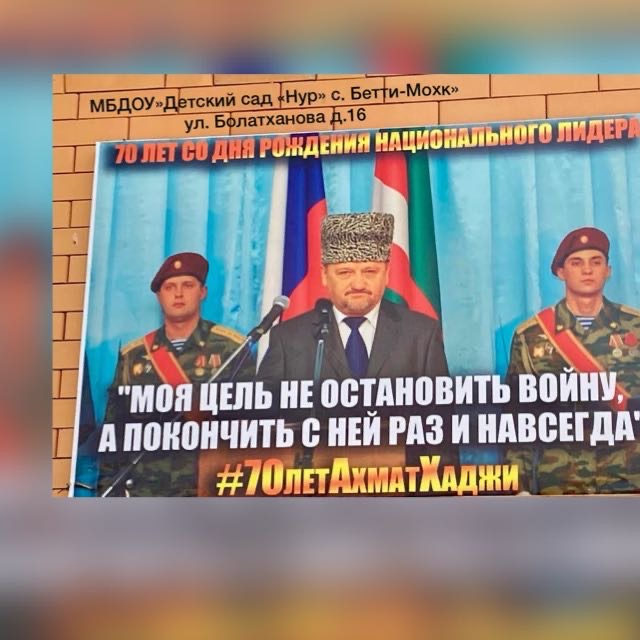 МБДОУ»Детский сад «Нур» с. Бетти-Мохк»
ул. Болатханова д.16
70 ЛЕТ СО ДНЯ РОЖДЕНИЯ НАЦИОНАЛЬНОГО ЛИДЕРА
"МОЯ ЦЕЛЬ НЕ ОСТАНОВИТЬ ВОЙНУ,
А ПОКОНЧИТЬ С НЕЙ РАЗ И НАВСЕГДА"
#70ЛЕТАХМАТХАДЖИ